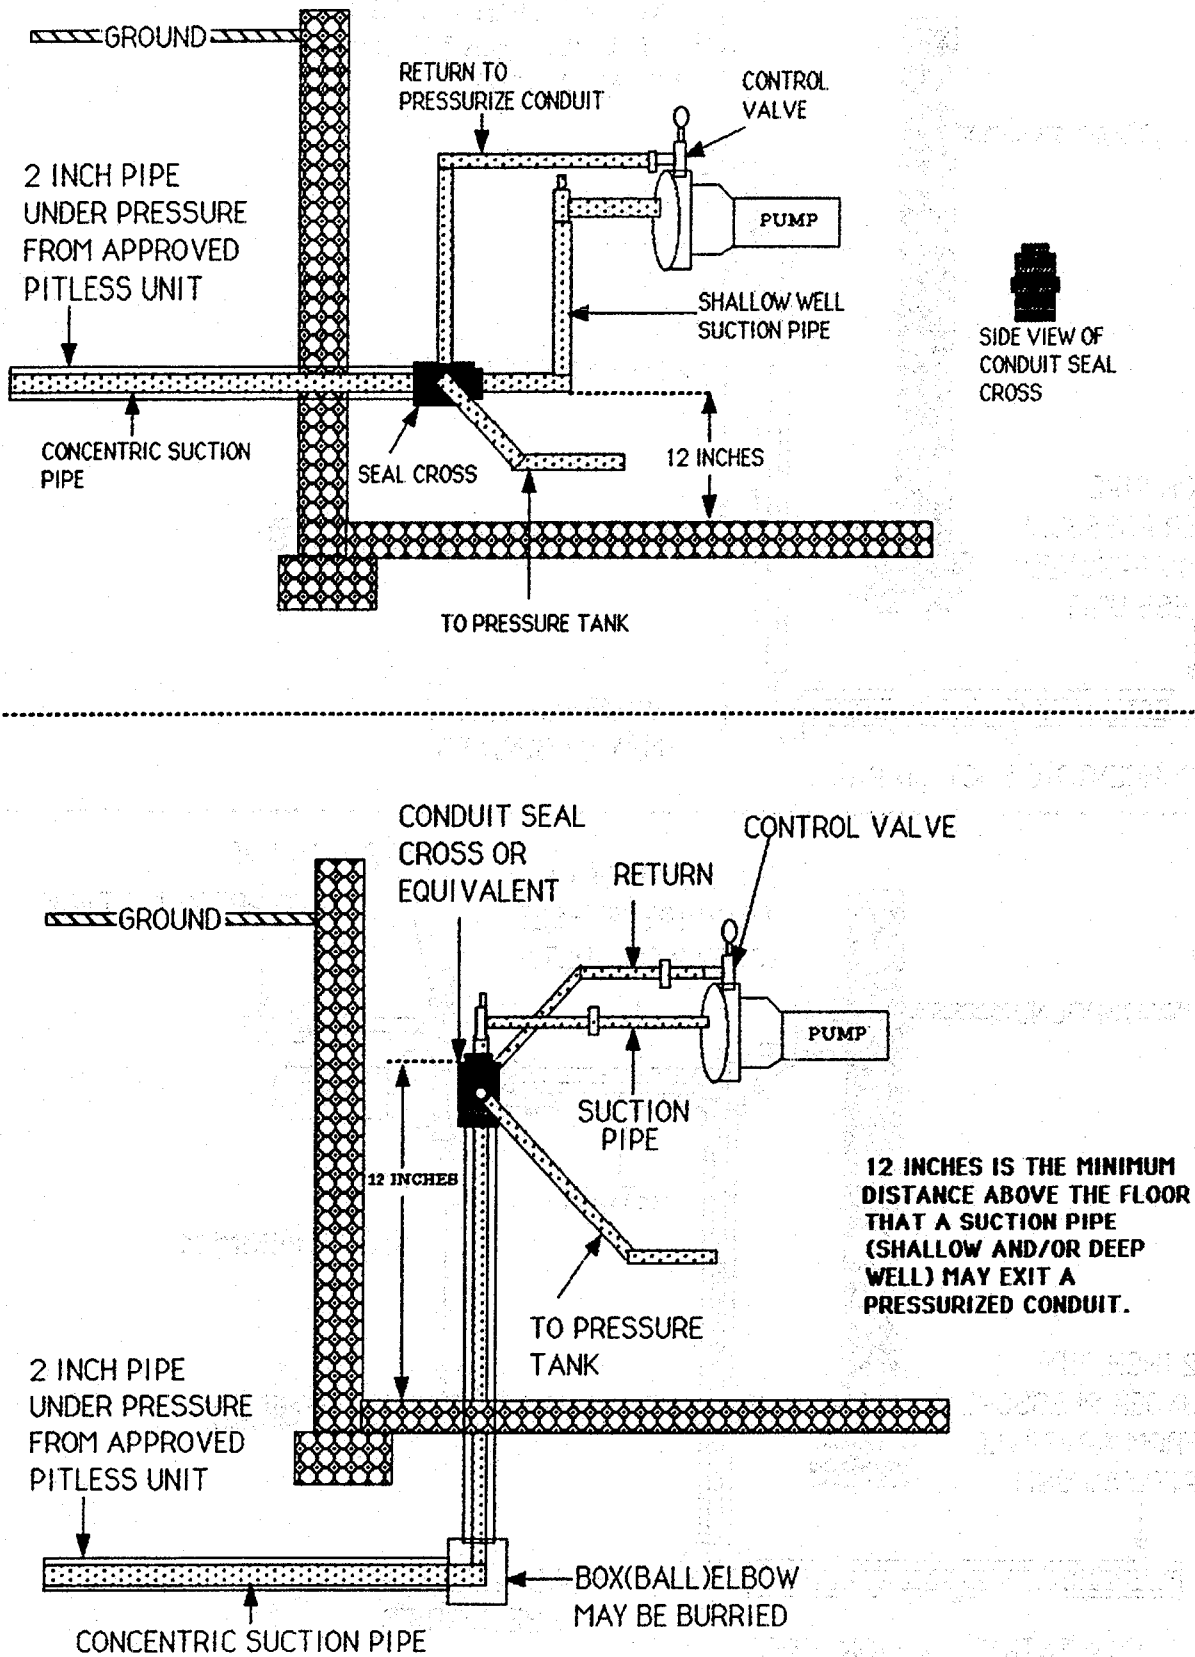 GROUND
RETURN TO
PRESSURIZE CONDUIT
CONTROL
VALVE
2 INCH PIPE
UNDER PRESSURE
FROM APPROVED
PITLESS UNIT
PUMP
SHALLOW WELL
SUCTION PIPE
SIDE VIEW OF
CONDUIT SEAL
CROSS
CONCENTRIC SUCTION
PIPE
SEAL CROSS
12 INCHES
TO PRESSURE TANK
CONDUIT SEAL
CROSS OR
EQUIVALENT
CONTROL VALVE
RETURN
GROUND
PUMP
SUCTION
PIPE
12 INCHES
12 INCHES IS THE MINIMUM
DISTANCE ABOVE THE FLOOR
THAT A SUCTION PIPE
(SHALLOW AND/OR DEEP
WELL) MAY EXIT A
PRESSURIZED CONDUIT.
TO PRESSURE
TANK
2 INCH PIPE
UNDER PRESSURE
FROM APPROVED
PITLESS UNIT
BOX(BALL)ELBOW
MAY BE BURRIED
CONCENTRIC SUCTION PIPE